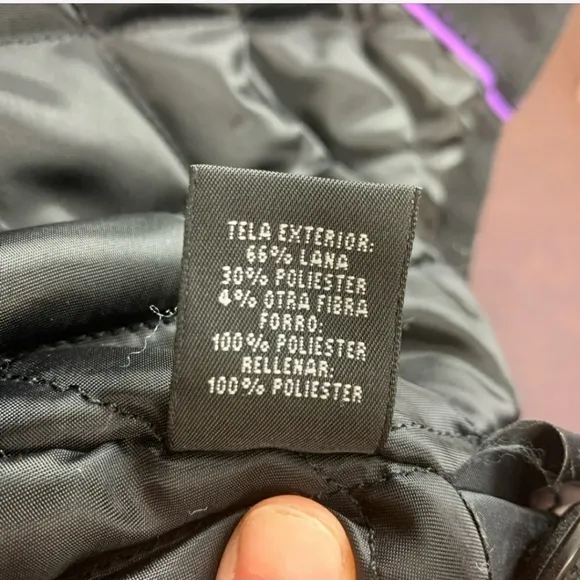 TELA EXTERIOR:
66% LANA
30% POLIESTER
4% OTRA FIBRA
FORRO:
100% POLIESTER
RELLENAR:
100% POLIESTER